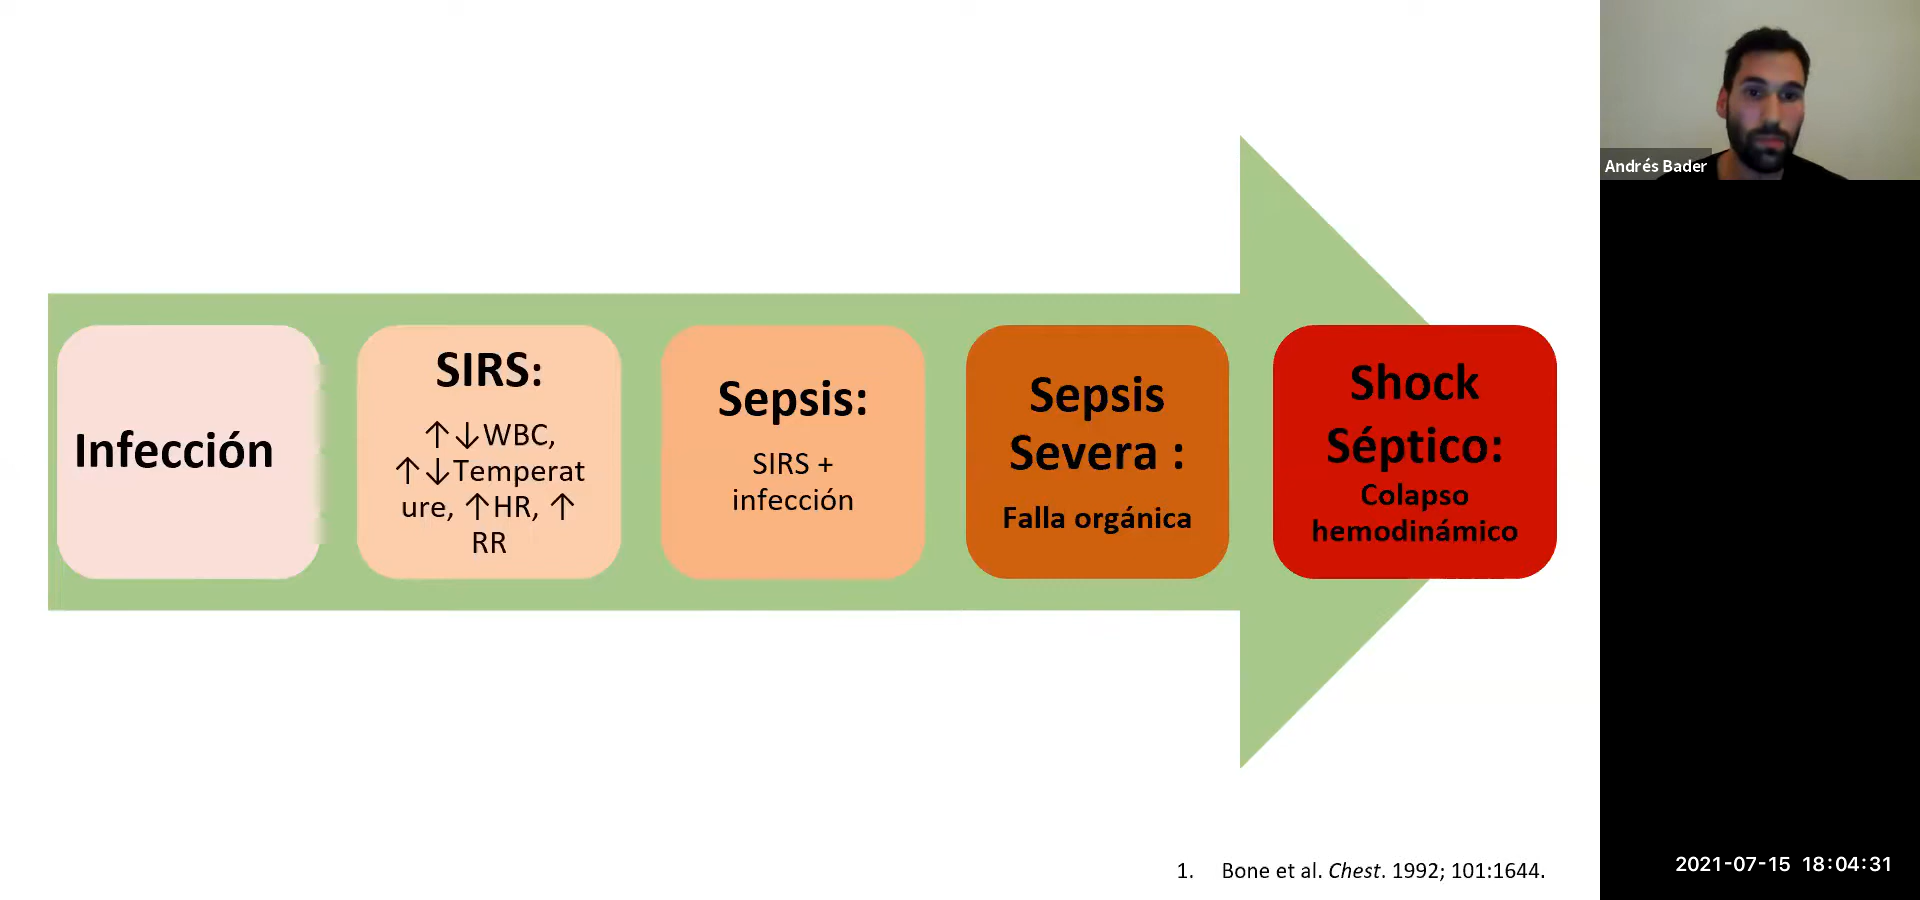 Infección
SIRS:
↑↓WBC,
↑↓Temperat
ure, ↑HR, ↑
RR
Sepsis:
SIRS +
infección
Sepsis
Severa :
Falla orgánica
Shock
Séptico:
Colapso
hemodinámico
1. Bone et al. Chest. 1992; 101:1644.
Andrés Bader
2021-07-15 18:04:31